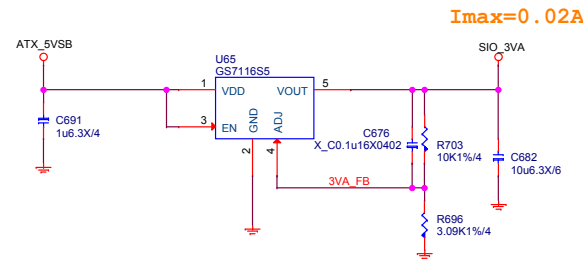 Imax=0.02A
ATX_5VSB
SIO_3VA
U65
GS7116S5
1
VDD
VOUT
5
3
EN
GND
ADJ
2
4
C691
1u6.3X/4
C676
X_C0.1u16X0402
R703
10K1%/4
C682
10u6.3X/6
3VA_FB
R696
3.09K1%/4